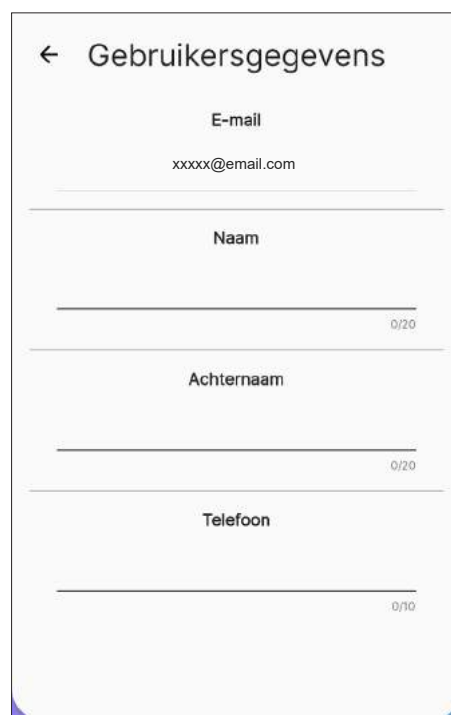 Gebruikersgegevens
E-mail
xxxxx@email.com
Naam
0/20
Achternaam
0/20
Telefoon
0/10